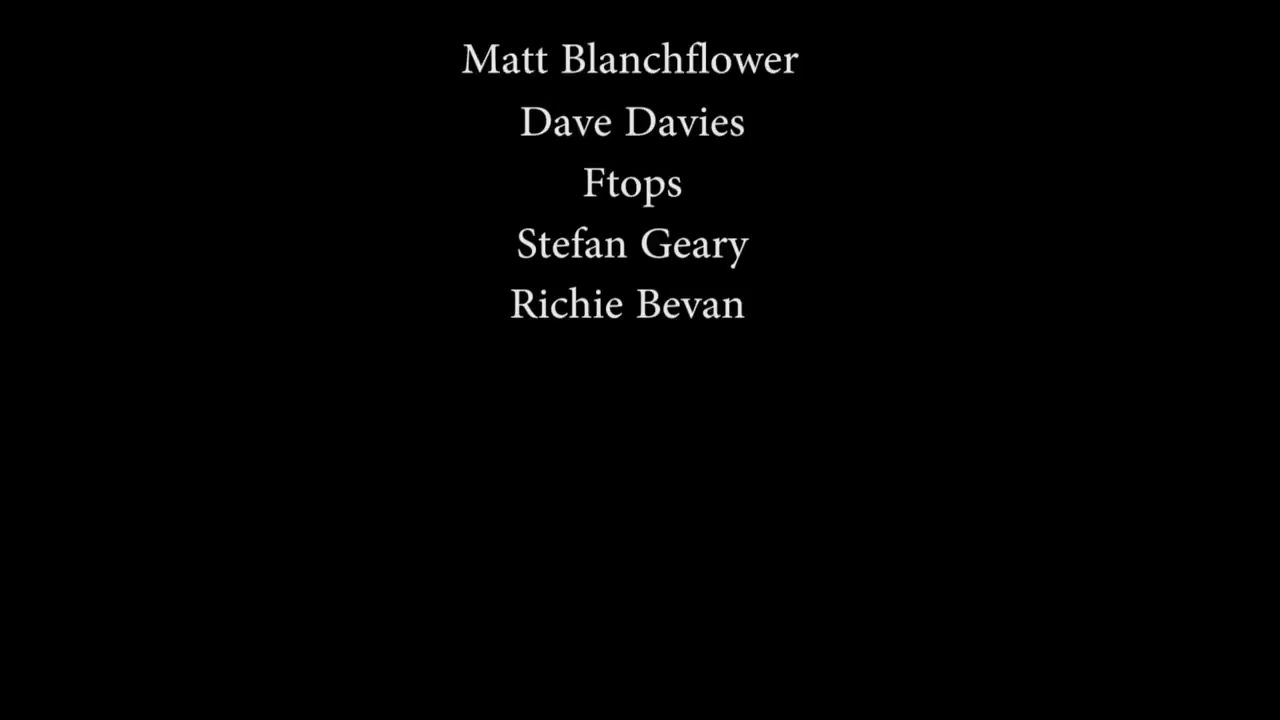 Matt Blanchflower
Dave Davies
Ftops
Stefan Geary
Richie Bevan